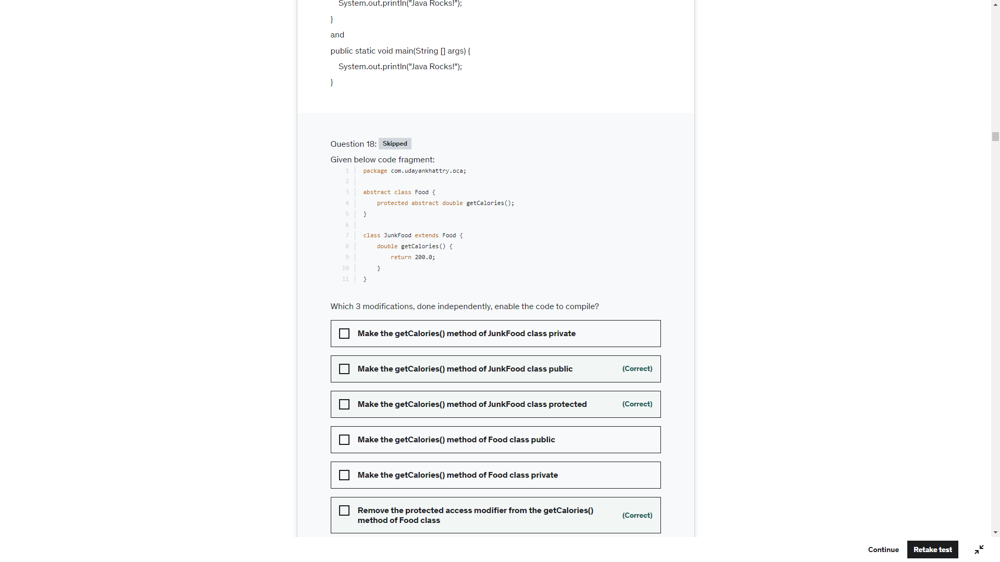 System.out.println("Java Rocks!");
}
and
public static void main(String [] args) {
System.out.println("Java Rocks!");
}
Question 18: Skipped
Given below code fragment:
1 package com.udayankhattry.oca;
2
3 abstract class Food {
4 protected abstract double getCalories();
5 }
6
7 class JunkFood extends Food {
8 double getCalories() {
9 return 200.0;
10 }
11 }
Which 3 modifications, done independently, enable the code to compile?
Make the getCalories() method of JunkFood class private
Make the getCalories() method of JunkFood class public (Correct)
Make the getCalories() method of JunkFood class protected (Correct)
Make the getCalories() method of Food class public
Make the getCalories() method of Food class private
Remove the protected access modifier from the getCalories()
method of Food class (Correct)
Continue Retake test